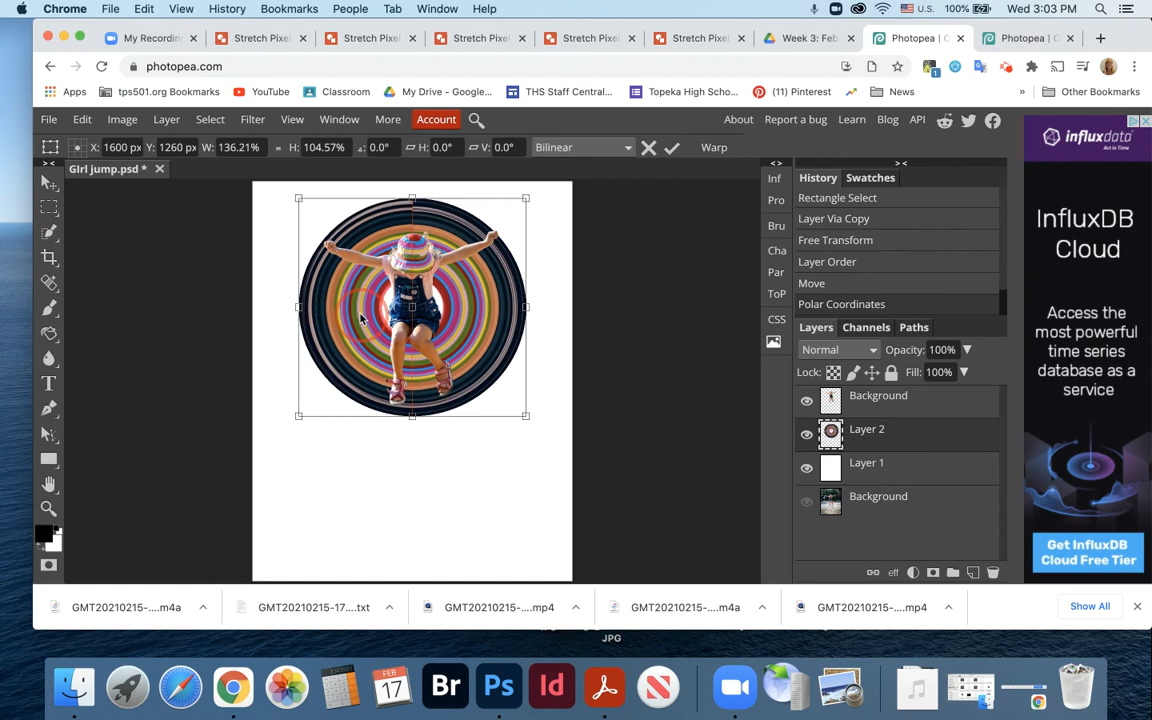 Chrome File Edit View History Bookmarks People Tab Window Help U.S. 100% Wed 3:03 PM
My Recording Stretch Pixel Stretch Pixel Stretch Pixel Stretch Pixel Stretch Pixel Week 3: Feb Photopea | O Photopea | O
photopea.com
Apps tps501.org Bookmarks YouTube Classroom My Drive - Google... THS Staff Central... Topeka High Scho... (11) Pinterest News » Other Bookmarks
File Edit Image Layer Select Filter View Window More Account About Report a bug Learn Blog API
X: 1600 px Y: 1260 px W: 136.21% H: 104.57% 0.0° H: 0.0° V: 0.0° Bilinear Warp
GIrl jump.psd *
Inf
Pro
Bru
Cha
Par
ToP
CSS
History Swatches
Rectangle Select
Layer Via Copy
Free Transform
Layer Order
Move
Polar Coordinates
Layers Channels Paths
Normal Opacity: 100%
Lock: Fill: 100%
Background
Layer 2
Layer 1
Background
eff
influxdata
Act in Time
InfluxDB
Cloud
Access the
most powerful
time series
database as a
service
Get InfluxDB
Cloud Free Tier
GMT20210215-....m4a GMT20210215-17....txt GMT20210215-....mp4 GMT20210215-....m4a GMT20210215-....mp4 Show All
JPG
FEB
17
Br Ps Id